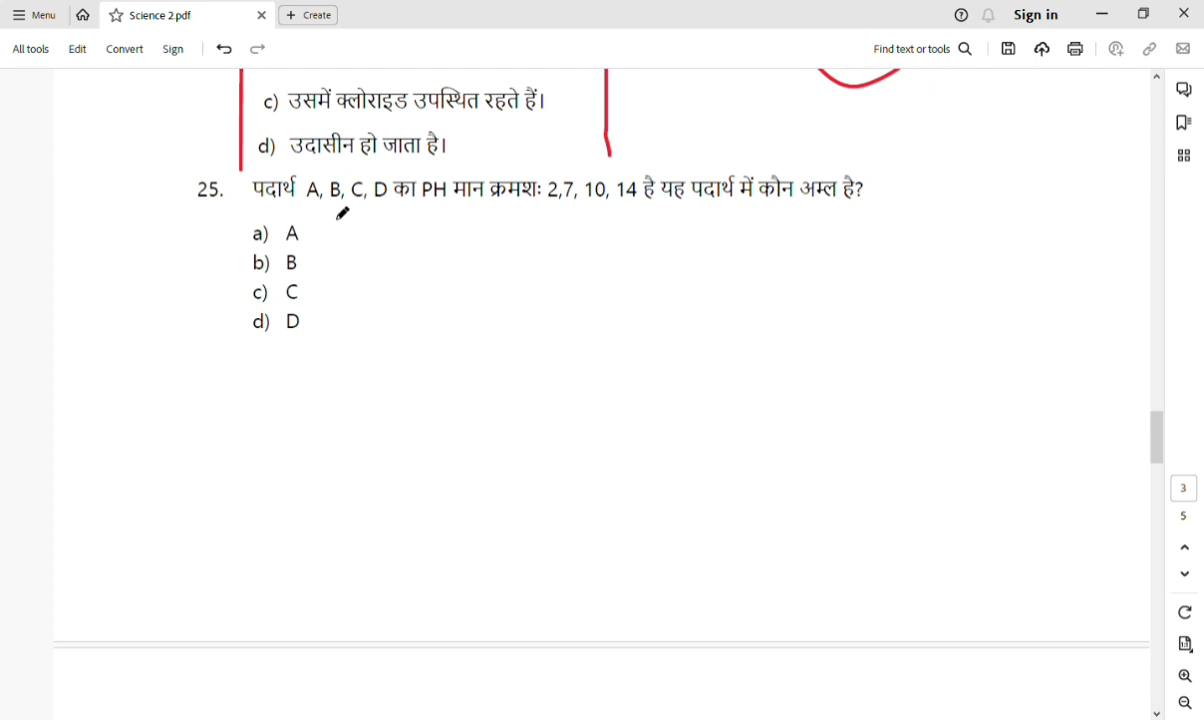 Menu
Science 2.pdf
Create
Sign in
All tools Edit Convert Sign
Find text or tools
c) उसमें क्लोराइड उपस्थित रहते हैं।
d) उदासीन हो जाता है।
25. पदार्थ A, B, C, D का PH मान क्रमशः 2,7, 10, 14 है यह पदार्थ में कौन अम्ल है?
a) A
b) B
c) C
d) D
3
5